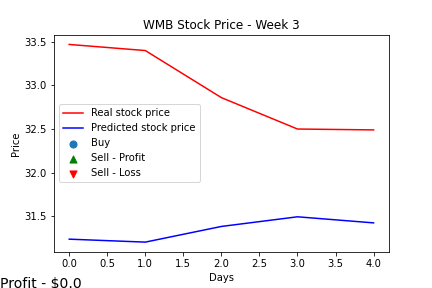 WMB Stock Price - Week 3
33.5
33.0
32.5
32.0
31.5
Price
Real stock price
Predicted stock price
Buy
Sell - Profit
Sell - Loss
0.0 0.5 1.0 1.5 2.0 2.5 3.0 3.5 4.0
Days
Profit - $0.0